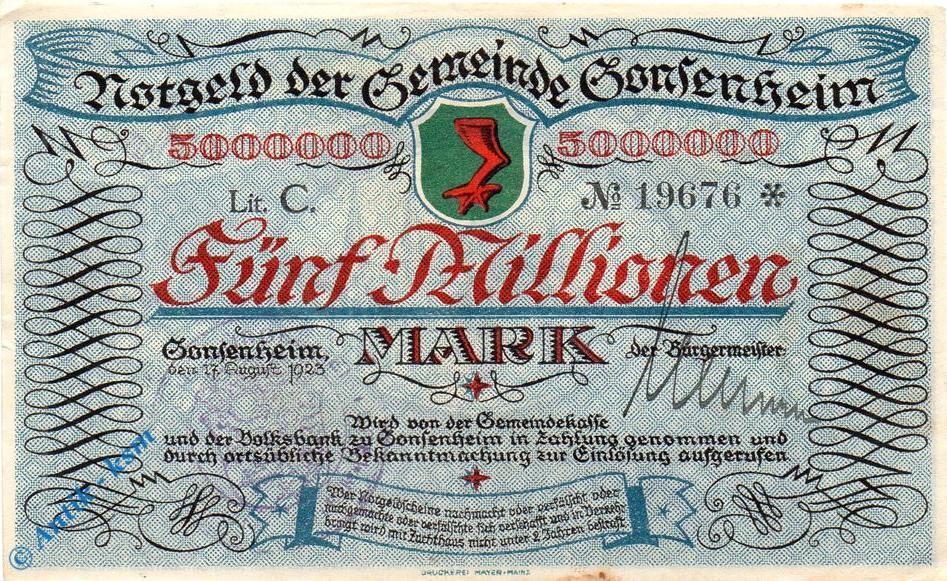 Notgeld der Gemeinde Gonsenheim
5000000 5000000
Lit. C. № 19676 *
Fünf Millionen
MARK
Gonsenheim, der Bürgermeister:
den 17. August 1923
Wird von der Gemeindekasse
und der Volksbank zu Gonsenheim in Zahlung genommen und
durch ortsübliche Bekanntmachung zur Einlösung aufgerufen
Wer Notgeldscheine nachmacht oder verfälscht oder
nachgemachte oder verfälschte sich verschafft und in Verkehr
bringt wird mit Zuchthaus nicht unter 2 Jahren bestraft
DRUCKEREI MAYER-MAINZ
© Antik - ksm